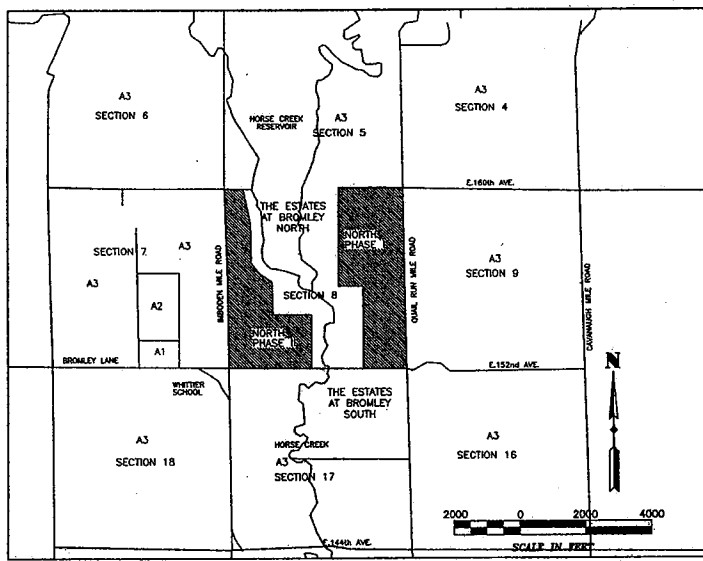 A3
SECTION 6
HORSE CREEK
RESERVOIR
A3
SECTION 5
A3
SECTION 4
E.160th AVE.
THE ESTATES
AT BROMLEY
NORTH
NORTH
PHASE I
SECTION 7
A3
A3
A2
A1
IMBODEN MILE ROAD
SECTION 8
NORTH
PHASE II
QUAIL RUN MILE ROAD
A3
SECTION 9
CAVANAUGH MILE ROAD
BROMLEY LANE
E.152nd AVE.
WHITTIER
SCHOOL
THE ESTATES
AT BROMLEY
SOUTH
N
A3
SECTION 18
HORSE CREEK
A3
SECTION 17
A3
SECTION 16
2000 0 2000 4000
SCALE IN FEET
E.144th AVE.